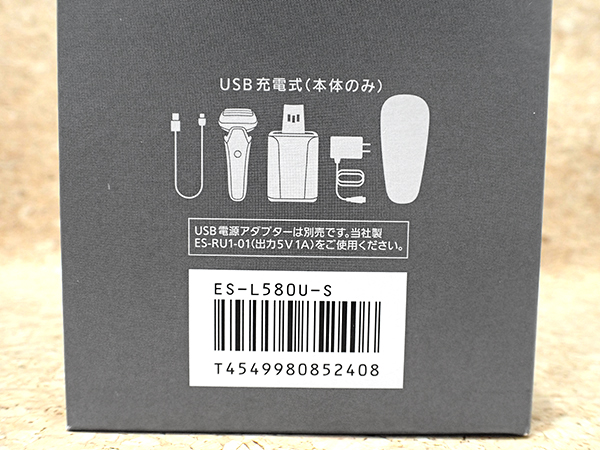 USB充電式(本体のみ)
USB電源アダプターは別売です。当社製
ES-RU1-01(出力5V1A)をご使用ください。
ES-L580U-S
T4549980852408